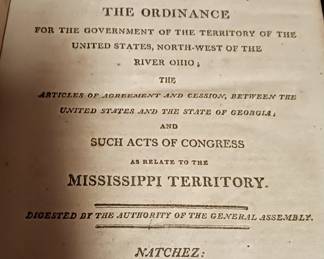 THE ORDINANCE
FOR THE GOVERNMENT OF THE TERRITORY OF THE
UNITED STATES, NORTH-WEST OF THE
RIVER OHIO;
THE
ARTICLES OF AGREEMENT AND CESSION, BETWEEN THE
UNITED STATES AND THE STATE OF GEORGIA;
AND
SUCH ACTS OF CONGRESS
AS RELATE TO THE
MISSISSIPPI TERRITORY.
DIGESTED BY THE AUTHORITY OF THE GENERAL ASSEMBLY.
NATCHEZ: